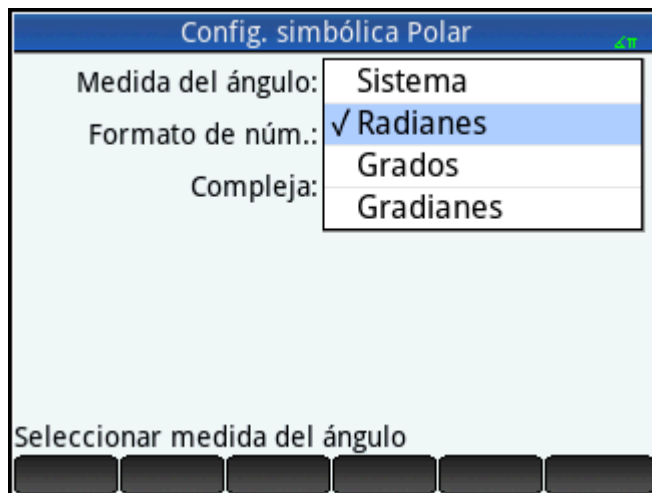 Config. simbólica Polar
∡π
Medida del ángulo:
Sistema
√ Radianes
Formato de núm.:
Grados
Compleja:
Gradianes
Seleccionar medida del ángulo